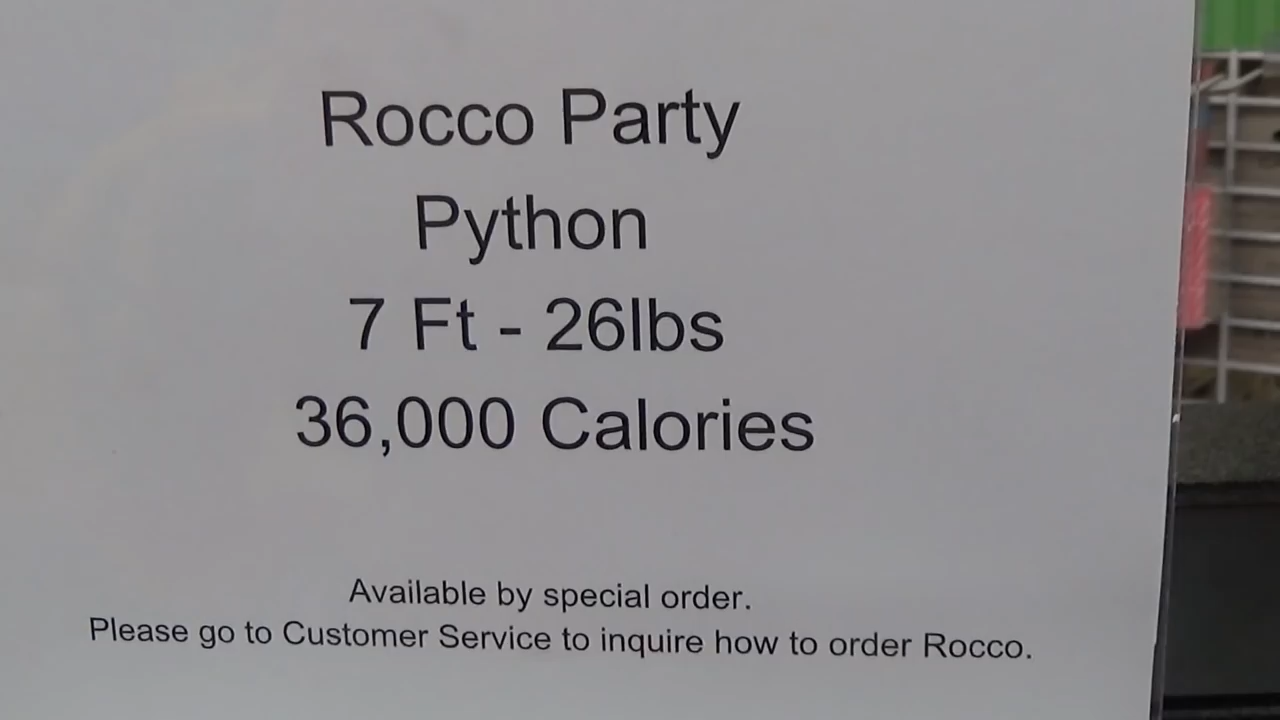 Rocco Party
Python
7 Ft - 26lbs
36,000 Calories
Available by special order.
Please go to Customer Service to inquire how to order Rocco.